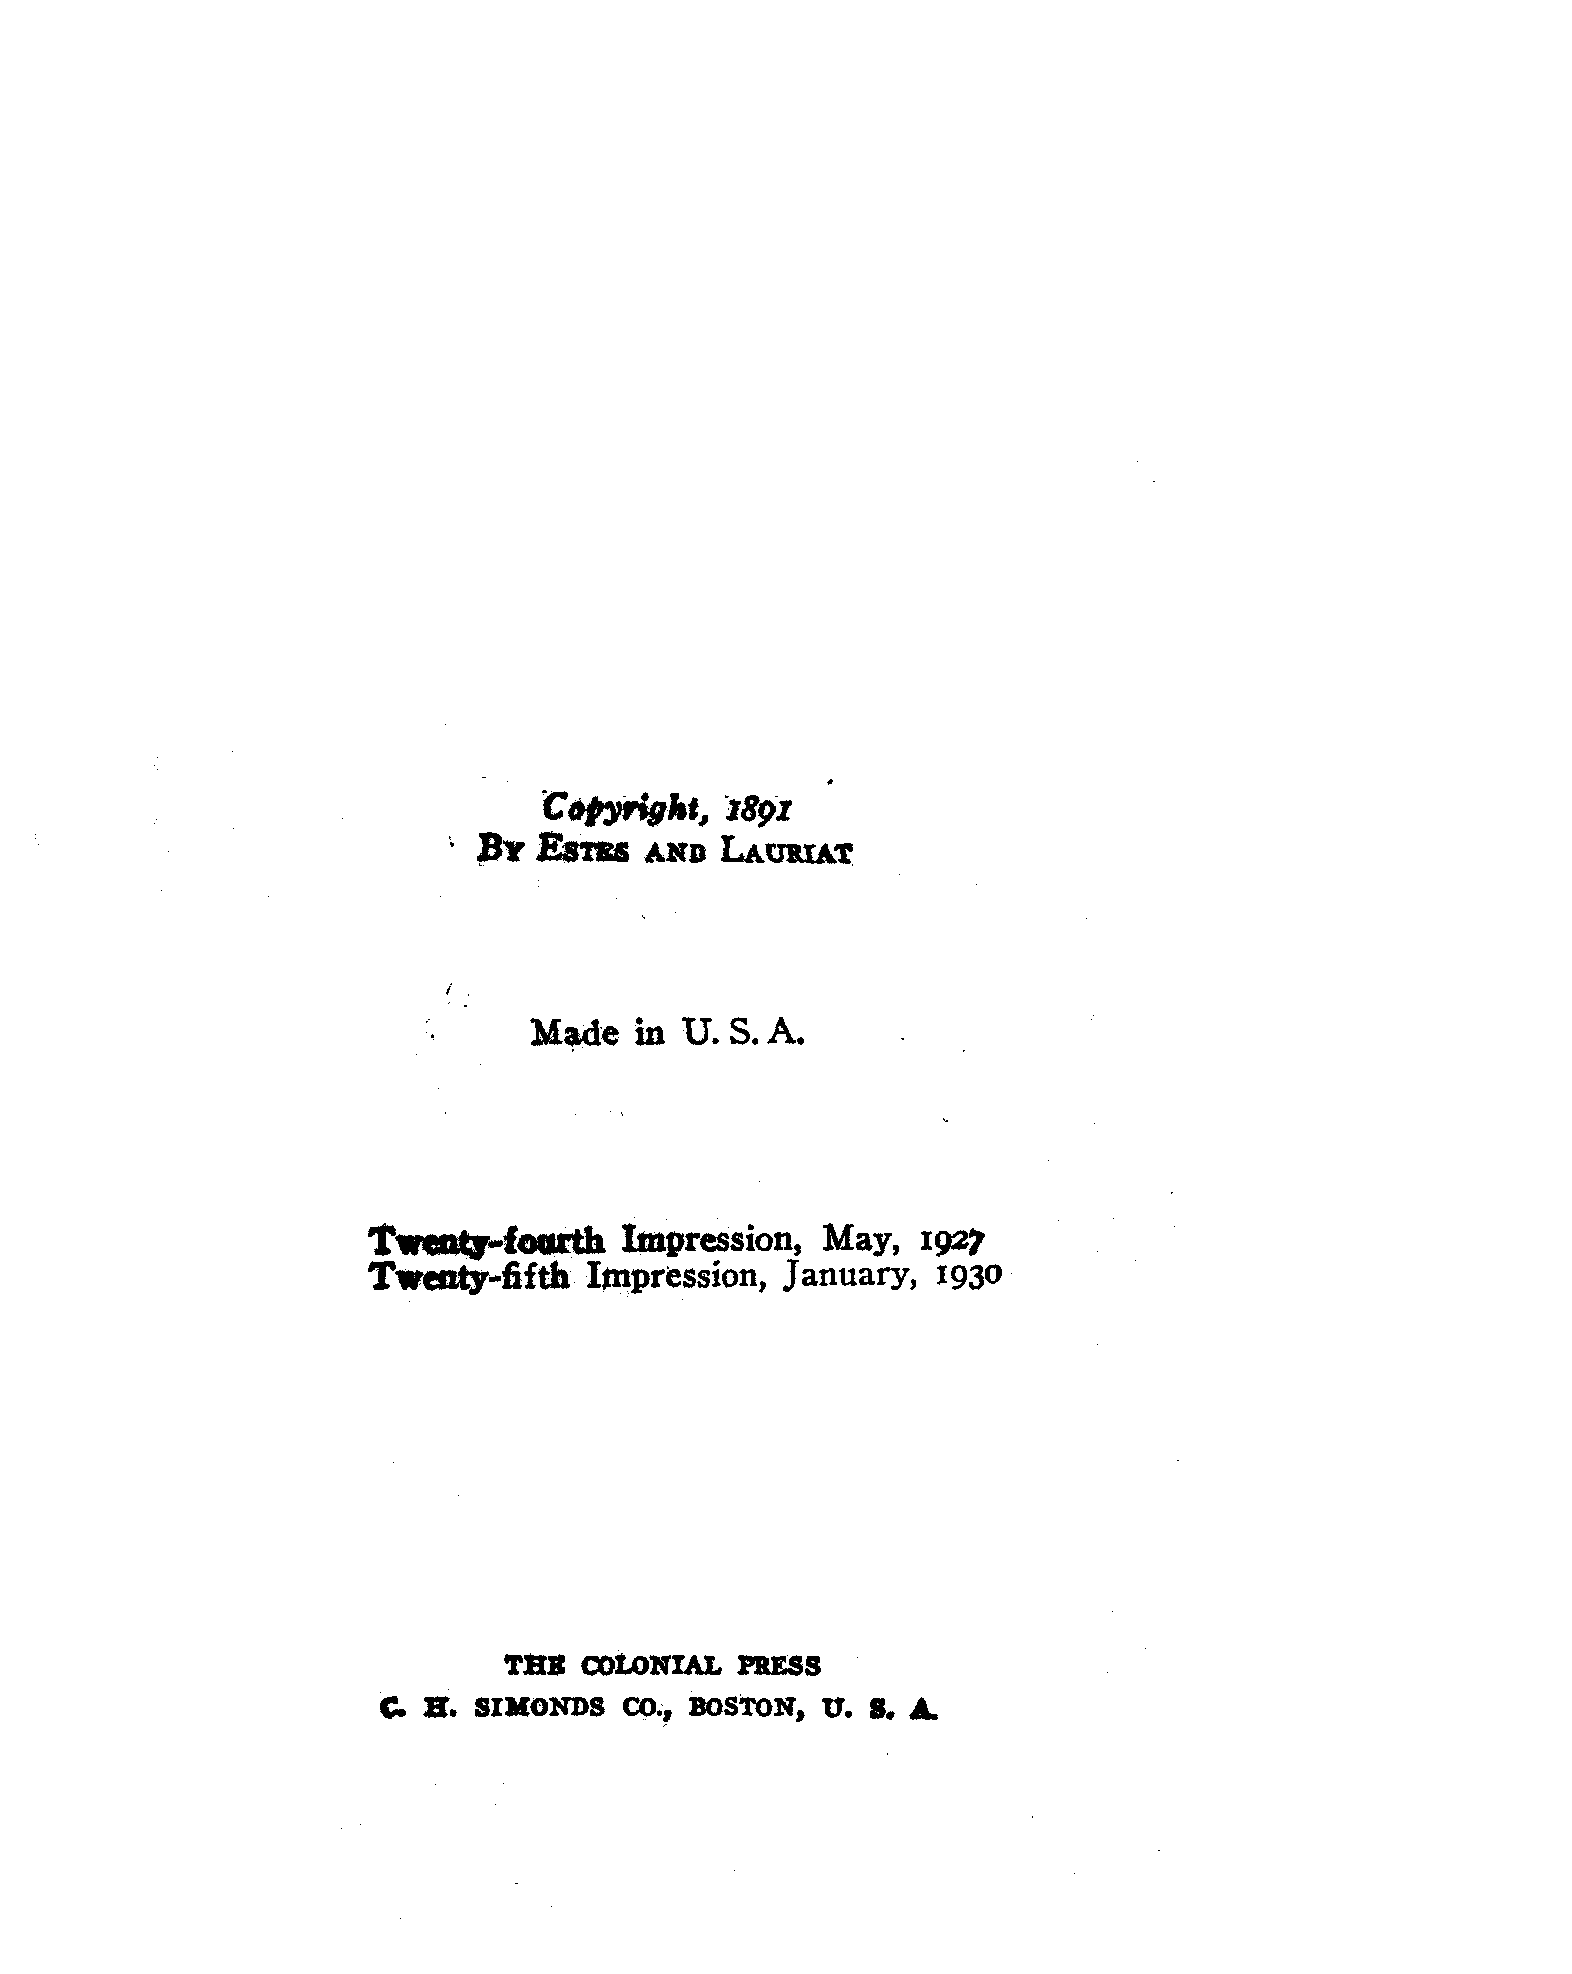 Copyright, 1891
By Estes and Lauriat
Made in U. S. A.
Twenty-fourth Impression, May, 1927
Twenty-fifth Impression, January, 1930
THE COLONIAL PRESS
C. H. SIMONDS CO., BOSTON, U. S. A.